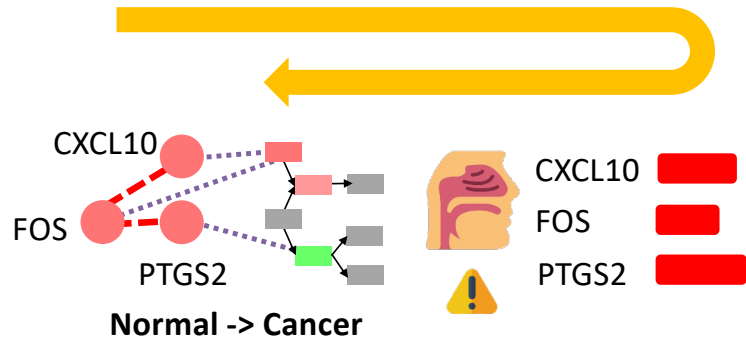 CXCL10
FOS
PTGS2
Normal -> Cancer
CXCL10
FOS
PTGS2